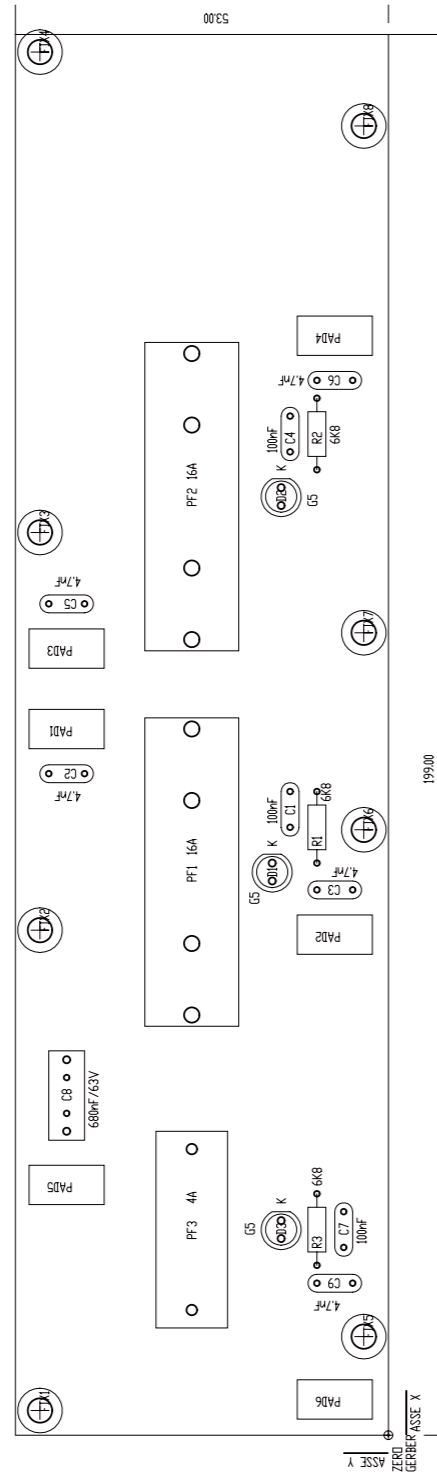 53.00
FIX4
FIX8
PAD4
4.7nF
C6
100nF
C4
R2
6K8
PF2 16A
K
D2
G5
FIX3
4.7nF
C5
PAD3
FIX7
PAD1
C2
4.7nF
199.00
6K8
100nF
C1
R1
FIX6
PF1 16A
K
D1
G5
4.7nF
C3
FIX2
PAD2
C8
680nF/63V
PAD5
PF3 4A
6K8
K
G5
D3
R3
C7
100nF
C9
4.7nF
FIX5
FIX1
PAD6
ASSE X
ZERO
GERBER
ASSE Y